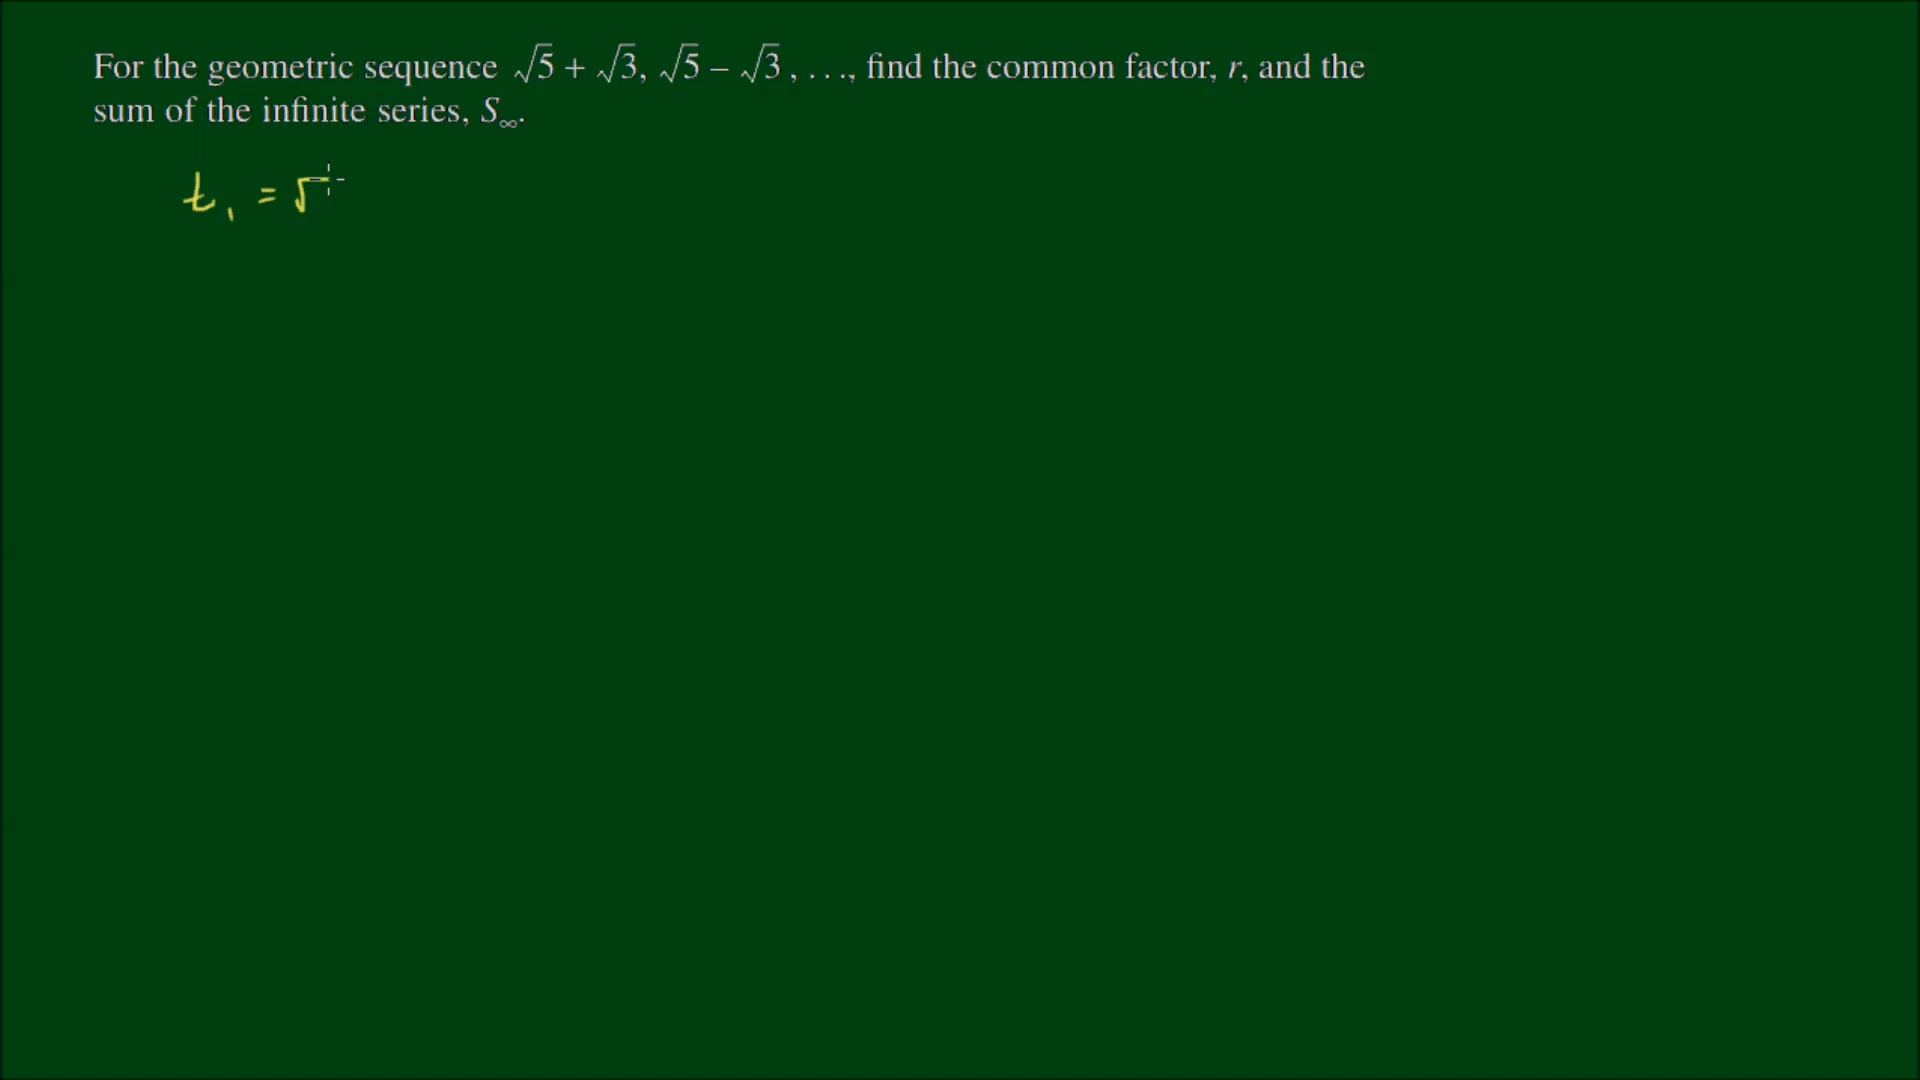 For the geometric sequence √5 + √3, √5 – √3 , . . ., find the common factor, r, and the
sum of the infinite series, S∞.
t₁ = √